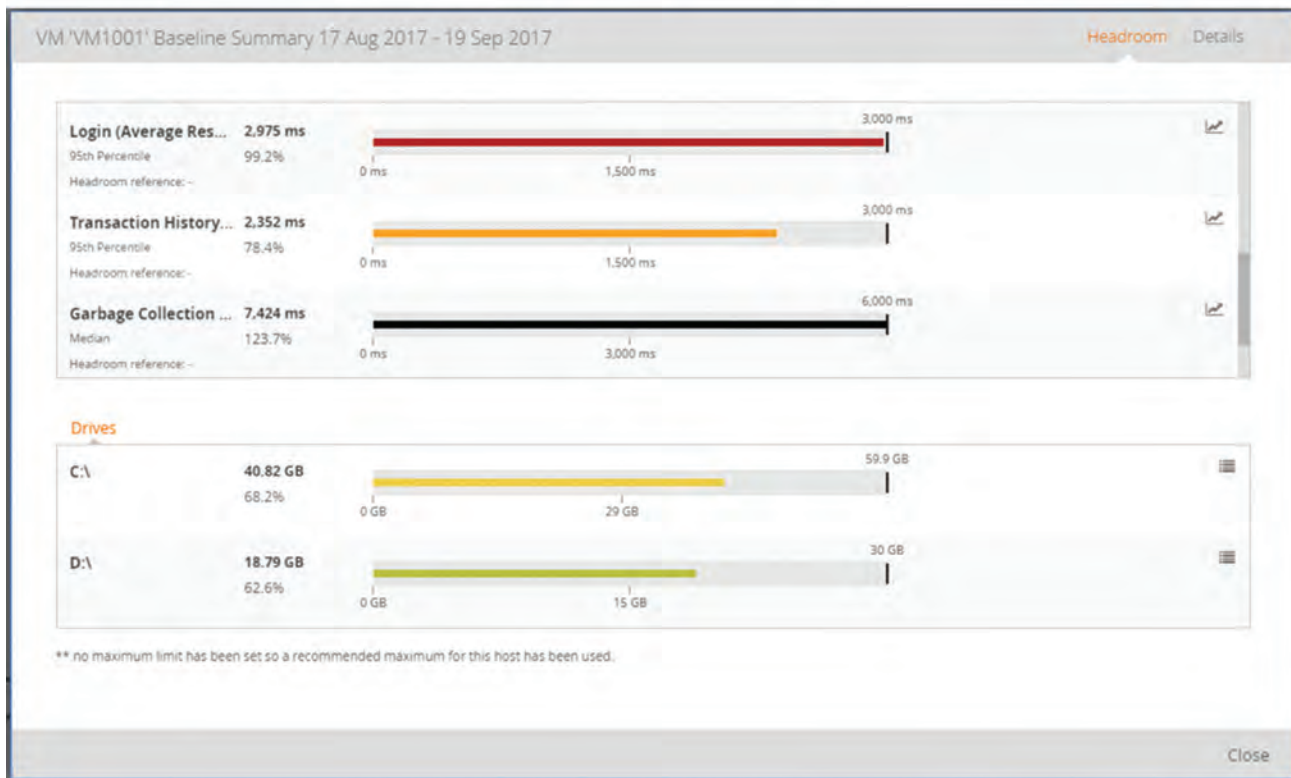 VM 'VM1001' Baseline Summary 17 Aug 2017 - 19 Sep 2017
Headroom Details
Login (Average Res... 2,975 ms
3,000 ms
95th Percentile 99.2%
0 ms 1,500 ms
Headroom reference: -
Transaction History... 2,352 ms
3,000 ms
95th Percentile 78.4%
0 ms 1,500 ms
Headroom reference: -
Garbage Collection ... 7,424 ms
6,000 ms
Median 123.7%
0 ms 3,000 ms
Headroom reference: -
Drives
C:\ 40.82 GB
59.9 GB
68.2%
0 GB 29 GB
D:\ 18.79 GB
30 GB
62.6%
0 GB 15 GB
** no maximum limit has been set so a recommended maximum for this host has been used.
Close